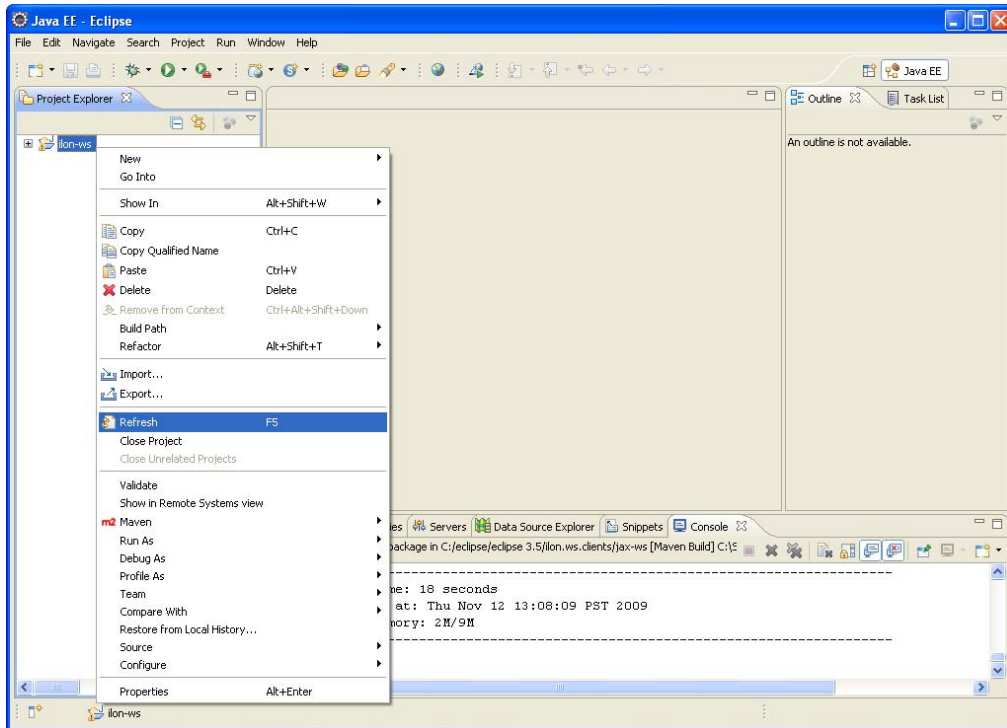 Java EE - Eclipse
File Edit Navigate Search Project Run Window Help
Java EE
Project Explorer
Outline Task List
ilon-ws
An outline is not available.
New
Go Into
Show In Alt+Shift+W
Copy Ctrl+C
Copy Qualified Name
Paste Ctrl+V
Delete Delete
Remove from Context Ctrl+Alt+Shift+Down
Build Path
Refactor Alt+Shift+T
Import...
Export...
Refresh F5
Close Project
Close Unrelated Projects
Validate
Show in Remote Systems view
m2 Maven
Run As
Debug As
Profile As
Team
Compare With
Restore from Local History...
Source
Configure
Properties Alt+Enter
ies Servers Data Source Explorer Snippets Console
package in C:/eclipse/eclipse 3.5/ilon.ws.clients/jax-ws [Maven Build] C:\S
me: 18 seconds
at: Thu Nov 12 13:08:09 PST 2009
mory: 2M/9M
ilon-ws